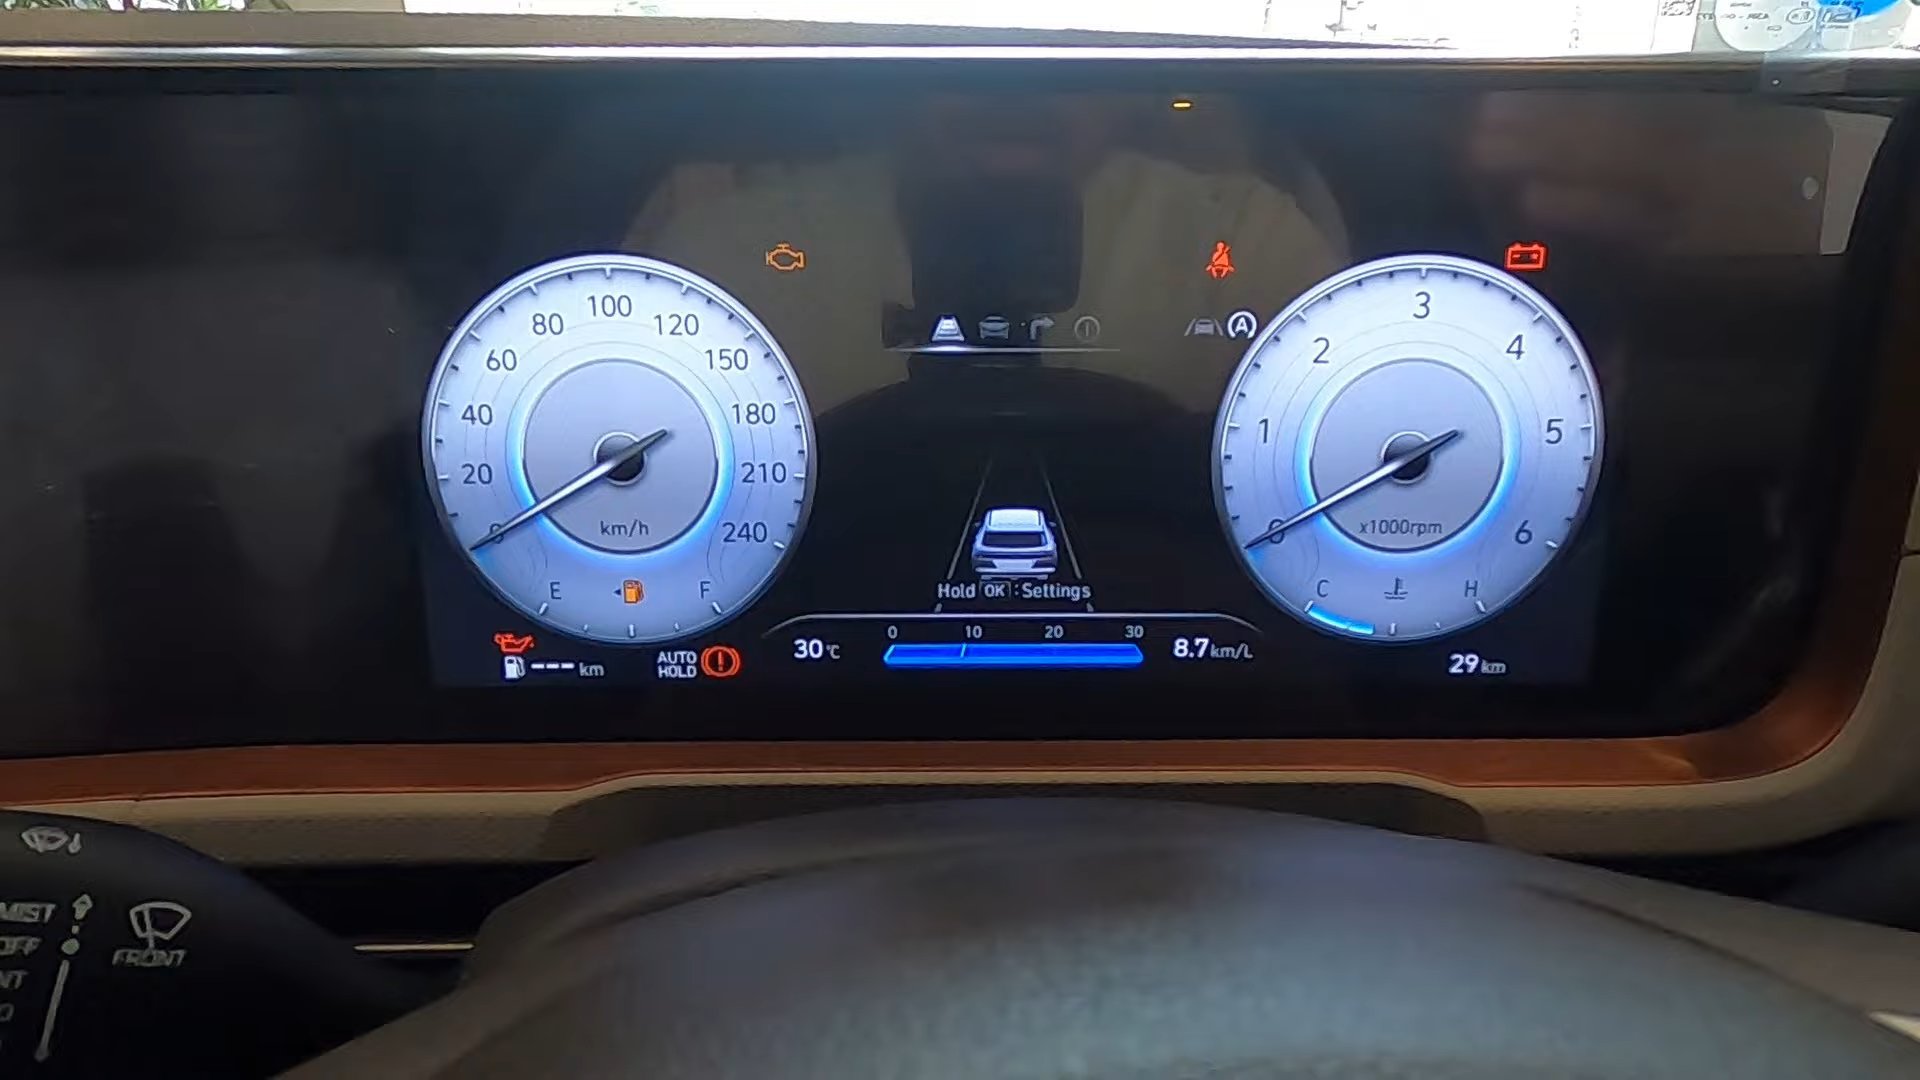 100
80
120
60
150
40
180
20
210
0
240
km/h
E
F
--- km
AUTO
HOLD
A
Hold OK : Settings
30°C
0 10 20 30
8.7 km/L
3
2
4
1
5
0
6
x1000rpm
C
H
29 km
MIST
OFF
FRONT